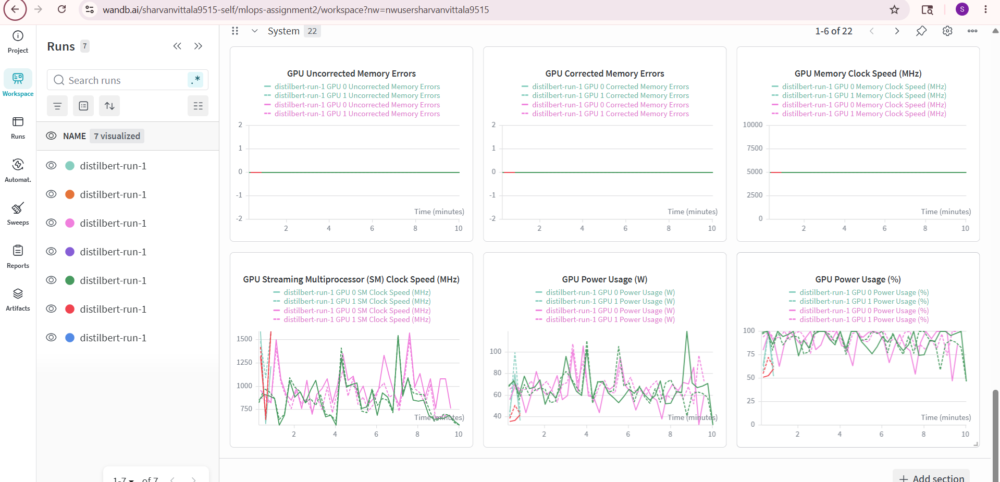 wandb.ai/sharvanvittala9515-self/mlops-assignment2/workspace?nw=nwusersharvanvittala9515
S
Project
Workspace
Runs
Automat.
Sweeps
Reports
Artifacts
Runs 7
Search runs
.*
NAME 7 visualized
distilbert-run-1
distilbert-run-1
distilbert-run-1
distilbert-run-1
distilbert-run-1
distilbert-run-1
distilbert-run-1
1-7 of 7
System 22
1-6 of 22
GPU Uncorrected Memory Errors
distilbert-run-1 GPU 0 Uncorrected Memory Errors
distilbert-run-1 GPU 1 Uncorrected Memory Errors
distilbert-run-1 GPU 0 Uncorrected Memory Errors
distilbert-run-1 GPU 1 Uncorrected Memory Errors
2
1
0
-1
-2
Time (minutes)
2 4 6 8 10
GPU Corrected Memory Errors
distilbert-run-1 GPU 0 Corrected Memory Errors
distilbert-run-1 GPU 1 Corrected Memory Errors
distilbert-run-1 GPU 0 Corrected Memory Errors
distilbert-run-1 GPU 1 Corrected Memory Errors
2
1
0
-1
-2
Time (minutes)
2 4 6 8 10
GPU Memory Clock Speed (MHz)
distilbert-run-1 GPU 0 Memory Clock Speed (MHz)
distilbert-run-1 GPU 1 Memory Clock Speed (MHz)
distilbert-run-1 GPU 0 Memory Clock Speed (MHz)
distilbert-run-1 GPU 1 Memory Clock Speed (MHz)
10000
7500
5000
2500
0
Time (minutes)
2 4 6 8 10
GPU Streaming Multiprocessor (SM) Clock Speed (MHz)
distilbert-run-1 GPU 0 SM Clock Speed (MHz)
distilbert-run-1 GPU 1 SM Clock Speed (MHz)
distilbert-run-1 GPU 0 SM Clock Speed (MHz)
distilbert-run-1 GPU 1 SM Clock Speed (MHz)
1500
1250
1000
750
Time (minutes)
2 4 6 8 10
GPU Power Usage (W)
distilbert-run-1 GPU 0 Power Usage (W)
distilbert-run-1 GPU 1 Power Usage (W)
distilbert-run-1 GPU 0 Power Usage (W)
distilbert-run-1 GPU 1 Power Usage (W)
100
80
60
40
Time (minutes)
2 4 6 8 10
GPU Power Usage (%)
distilbert-run-1 GPU 0 Power Usage (%)
distilbert-run-1 GPU 1 Power Usage (%)
distilbert-run-1 GPU 0 Power Usage (%)
distilbert-run-1 GPU 1 Power Usage (%)
100
75
50
25
0
Time (minutes)
2 4 6 8 10
+ Add section